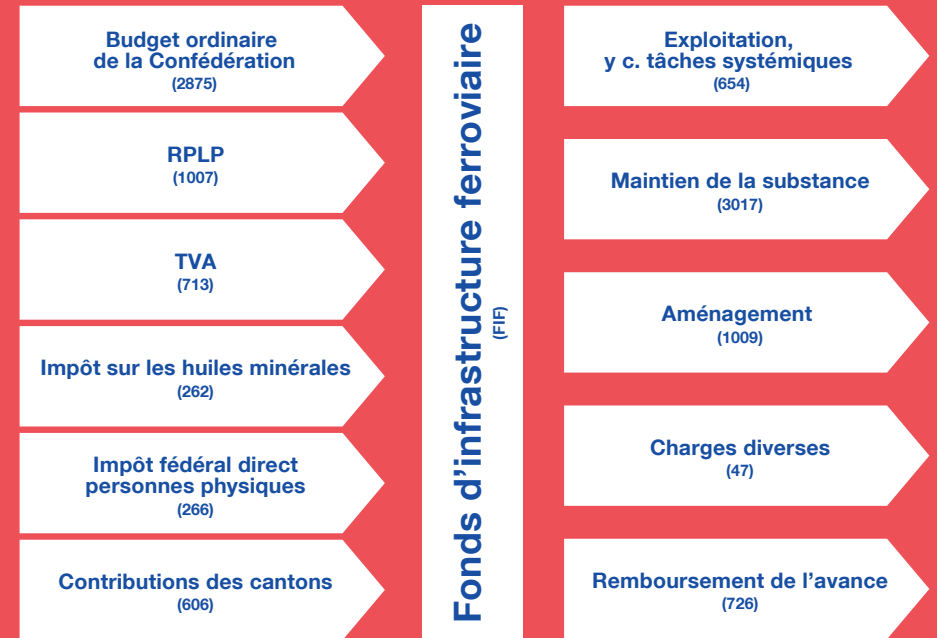 Budget ordinaire
de la Confédération
(2875)
RPLP
(1007)
TVA
(713)
Impôt sur les huiles minérales
(262)
Impôt fédéral direct
personnes physiques
(266)
Contributions des cantons
(606)
Fonds d’infrastructure ferroviaire
(FIF)
Exploitation,
y c. tâches systémiques
(654)
Maintien de la substance
(3017)
Aménagement
(1009)
Charges diverses
(47)
Remboursement de l’avance
(726)